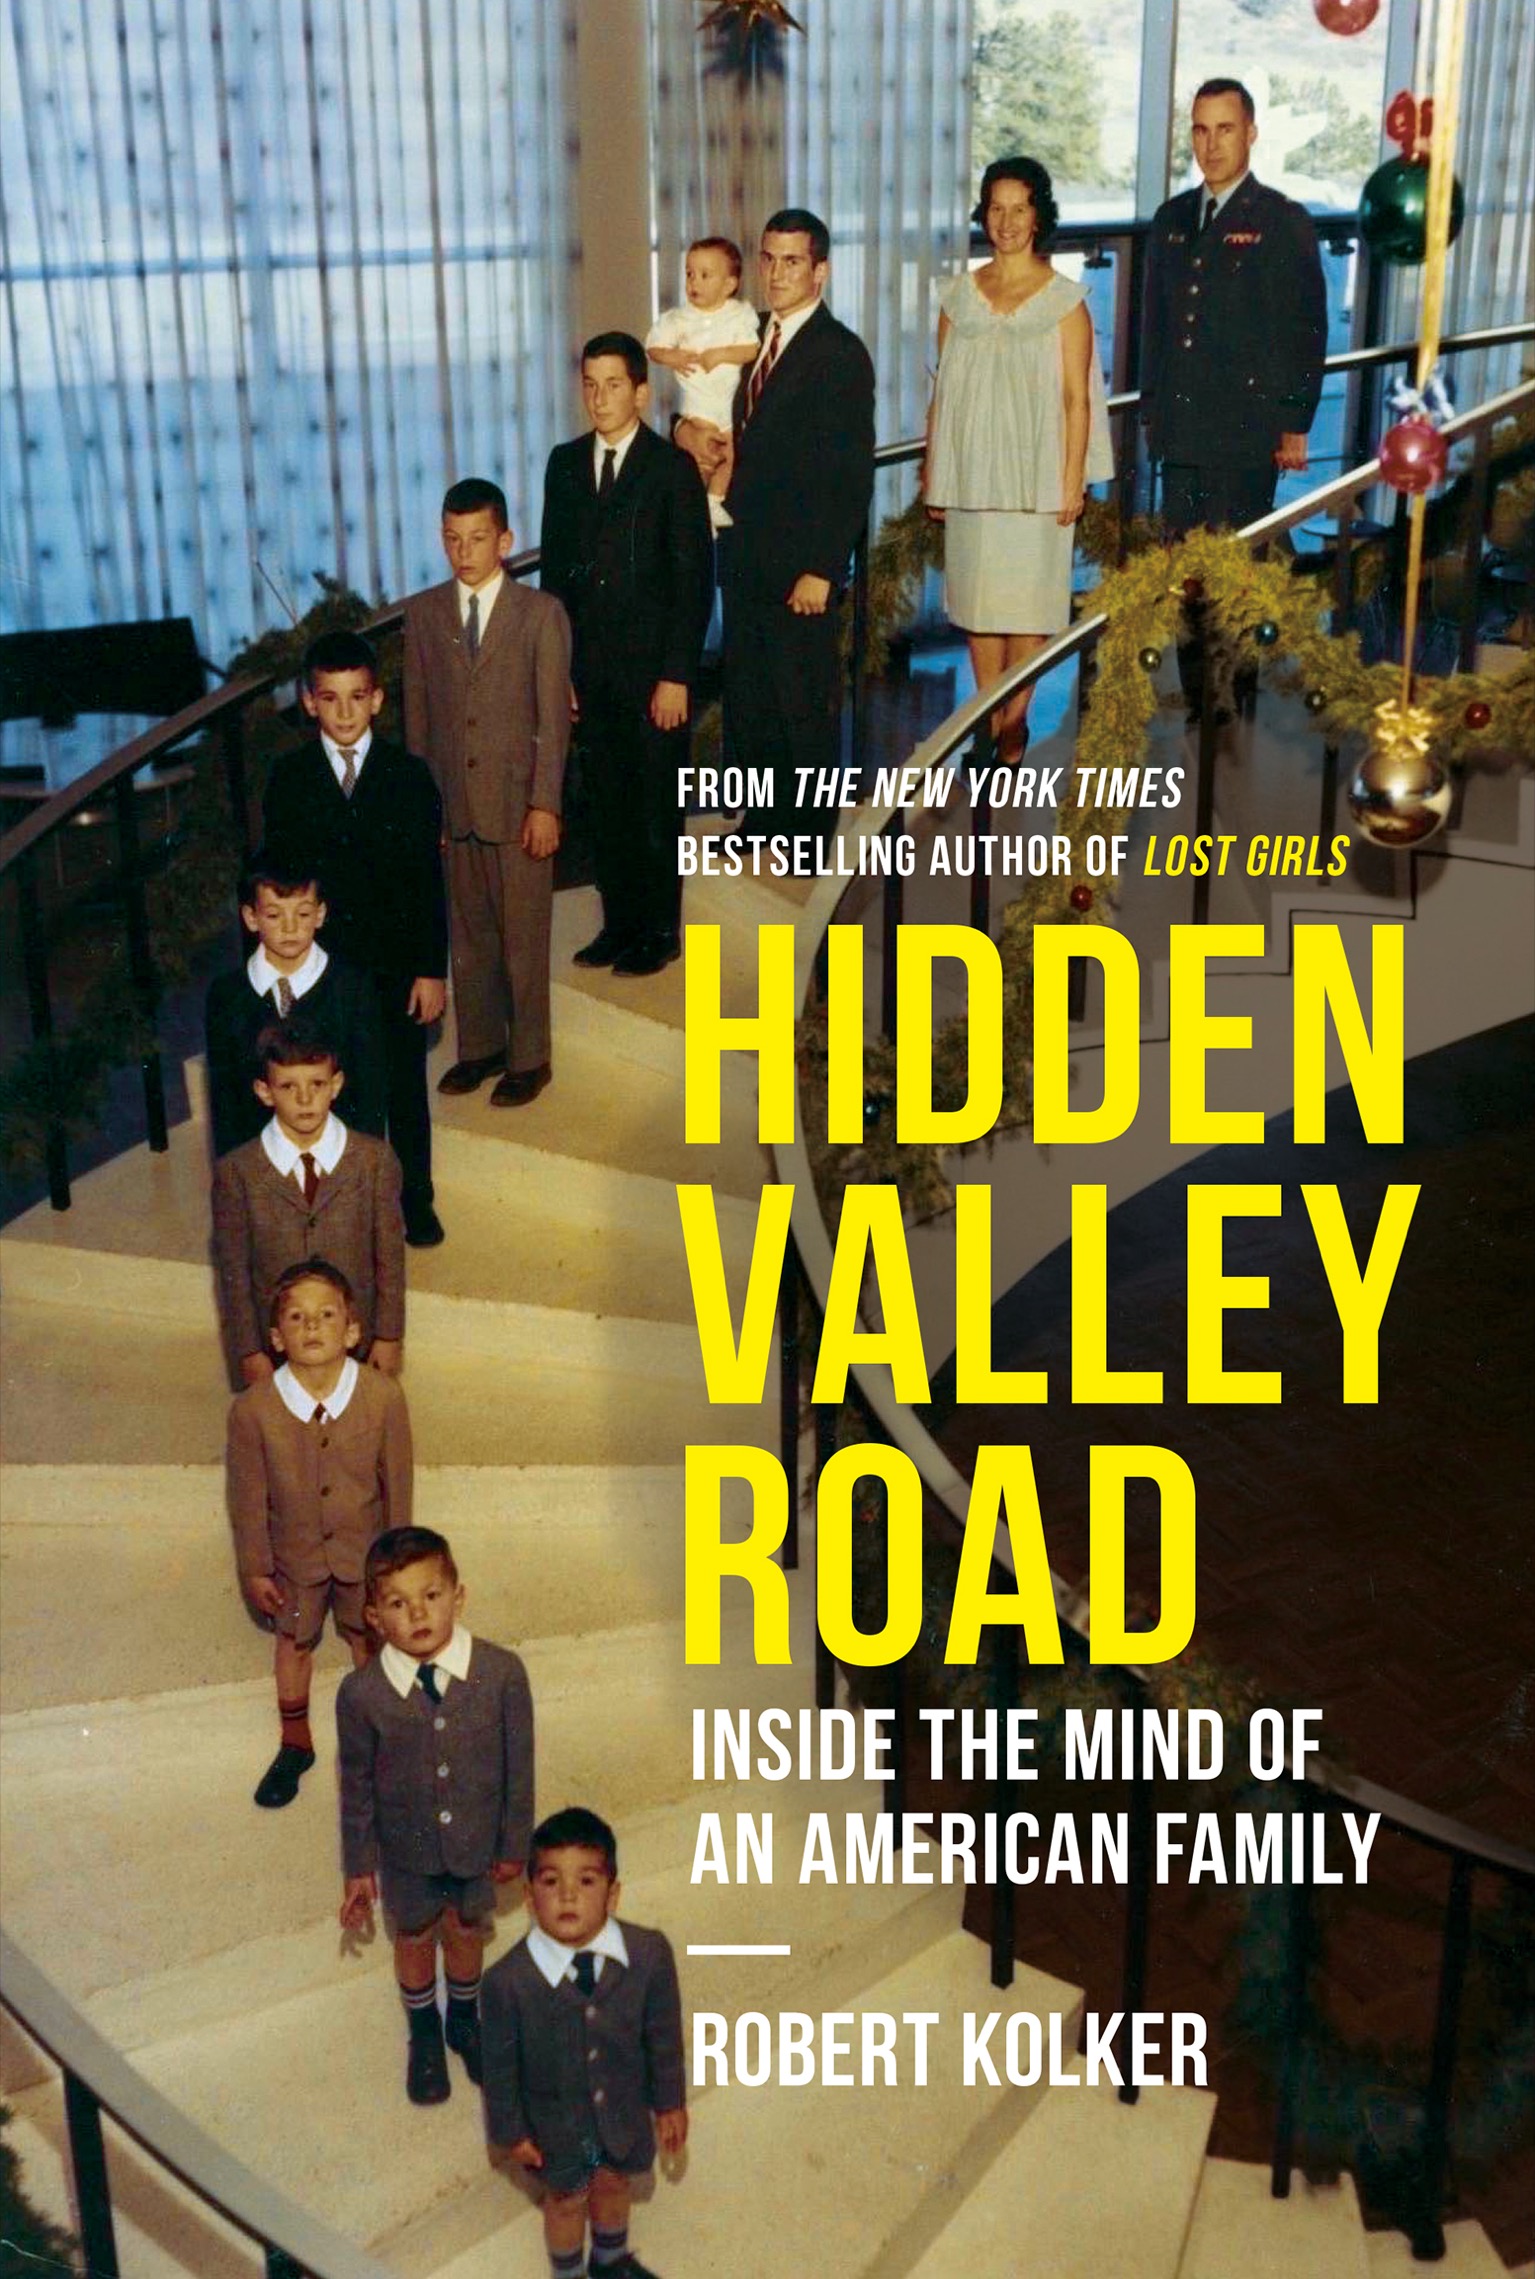 FROM THE NEW YORK TIMES
BESTSELLING AUTHOR OF LOST GIRLS
HIDDEN
VALLEY
ROAD
INSIDE THE MIND OF
AN AMERICAN FAMILY
ROBERT KOLKER